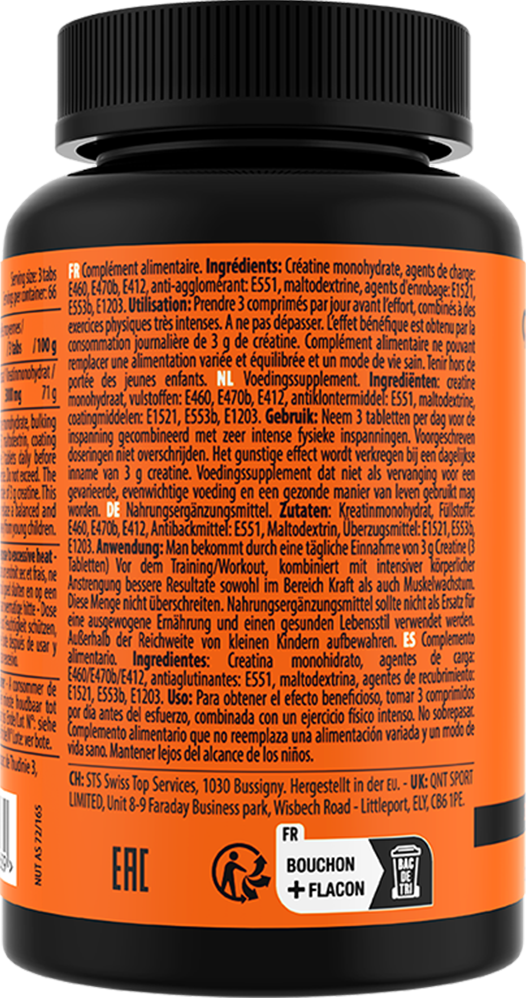 Serving size: 3 tabs
Serving per container: 66
/ 100 g
71 g
FR Complément alimentaire. Ingrédients: Créatine monohydrate, agents de charge:
E460, E470b, E412, anti-agglomérant: E551, maltodextrine, agents d'enrobage: E1521,
E553b, E1203. Utilisation: Prendre 3 comprimés par jour avant l'effort, combinés à des
exercices physiques très intenses. A ne pas dépasser. L'effet bénéfique est obtenu par la
consommation journalière de 3 g de créatine. Complément alimentaire ne pouvant
remplacer une alimentation variée et équilibrée et un mode de vie sain. Tenir hors de
portée des jeunes enfants. NL Voedingssupplement. Ingrediënten: creatine
monohydraat, vulstoffen: E460, E470b, E412, antiklontermiddel: E551, maltodextrine,
coatingmiddelen: E1521, E553b, E1203. Gebruik: Neem 3 tabletten per dag voor de
inspanning gecombineerd met zeer intense fysieke inspanningen. Voorgeschreven
doseringen niet overschrijden. Het gunstige effect wordt verkregen bij een dagelijkse
inname van 3 g creatine. Voedingssupplement dat niet als vervanging voor een
gevarieerde, evenwichtige voeding en een gezonde manier van leven gebruikt mag
worden. DE Nahrungsergänzungsmittel. Zutaten: Kreatinmonohydrat, Füllstoffe:
E460, E470b, E412, Antibackmittel: E551, Maltodextrin, Überzugsmittel: E1521, E553b,
E1203. Anwendung: Man bekommt durch eine tägliche Einnahme von 3 g Creatine (3
Tabletten) Vor dem Training/Workout, kombiniert mit intensiver körperlicher
Anstrengung bessere Resultate sowohl im Bereich Kraft als auch Muskelwachstum.
Diese Menge nicht überschreiten. Nahrungsergänzungsmittel sollte nicht als Ersatz für
eine ausgewogene Ernährung und einen gesunden Lebensstil verwendet werden.
Außerhalb der Reichweite von kleinen Kindern aufbewahren. ES Complemento
alimentario. Ingredientes: Creatina monohidrato, agentes de carga:
E460/E470b/E412, antiaglutinantes: E551, maltodextrina, agentes de recubrimiento:
E1521, E553b, E1203. Uso: Para obtener el efecto beneficioso, tomar 3 comprimidos
por día antes del esfuerzo, combinada con un ejercicio físico intenso. No sobrepasar.
Complemento alimentario que no reemplaza una alimentación variada y un modo de
vida sano. Mantener lejos del alcance de los niños.
CH: STS Swiss Top Services, 1030 Bussigny. Hergestellt in der EU. - UK: QNT SPORT
LIMITED, Unit 8-9 Faraday Business park, Wisbech Road - Littleport, ELY, CB6 1PE.
NUT AS 72/165
EAC
FR
BOUCHON
+ FLACON
BAC
DE
TRI